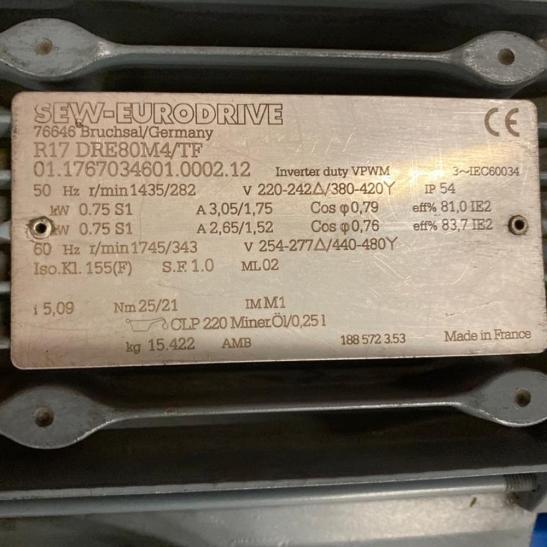 SEW-EURODRIVE
76646 Bruchsal/Germany
R17 DRE80M4/TF
01.1767034601.0002.12 Inverter duty VPWM 3~IEC60034
50 Hz r/min 1435/282 V 220-242△/380-420Y IP 54
kW 0.75 S1 A 3,05/1,75 Cos φ 0,79 eff% 81,0 IE2
kW 0.75 S1 A 2,65/1,52 Cos φ 0,76 eff% 83,7 IE2
60 Hz r/min 1745/343 V 254-277△/440-480Y
Iso.Kl. 155(F) S.F. 1.0 ML 02
i 5,09 Nm 25/21 IM M1
CLP 220 Miner.Öl/0,25 l
kg 15.422 AMB 188 572 3.53 Made in France
CE